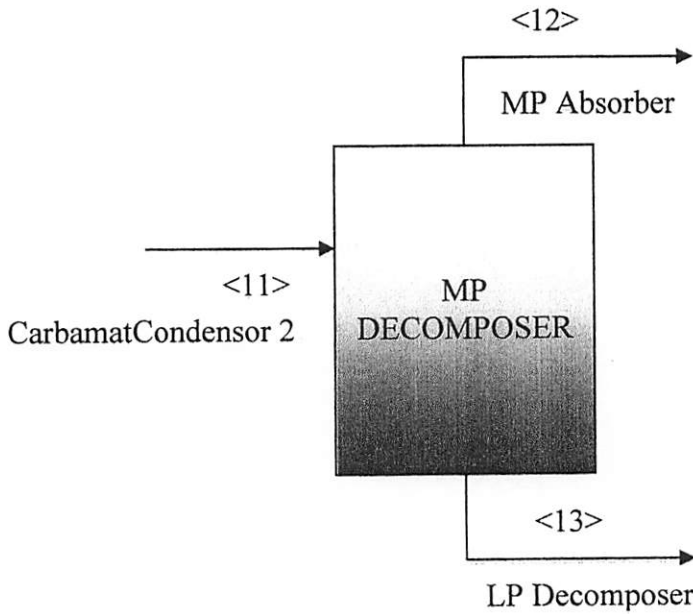 <12>
MP Absorber
<11>
CarbamatCondensor 2
MP
DECOMPOSER
<13>
LP Decomposer